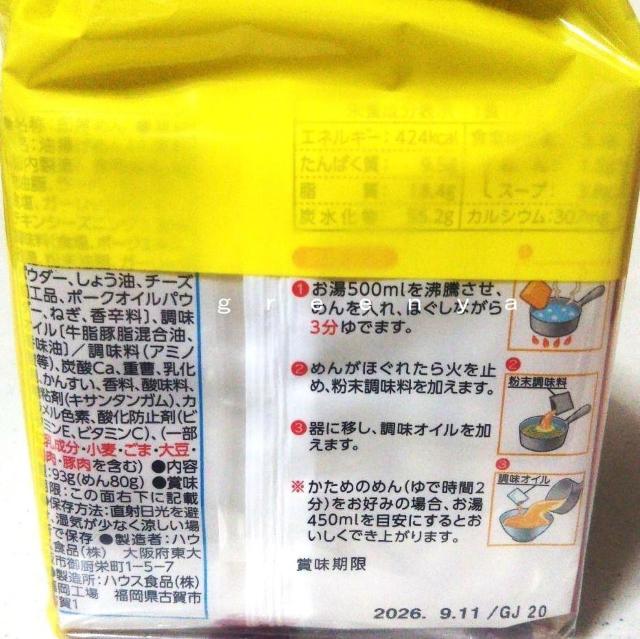 エネルギー:424kcal
たんぱく質:
脂 質:
スープ:
炭水化物:
カルシウム:
ウダー、しょう油、チーズ
工品、ポークオイルパウ
ー、ねぎ、香辛料]、調味
オイル[牛脂豚脂混合油、
味油]/調味料(アミノ
等)、炭酸Ca、重曹、乳化
、かんすい、香料、酸味料、
粘剤(キサンタンガム)、カ
メル色素、酸化防止剤(ビ
ミンE、ビタミンC)、(一部
乳成分・小麦・ごま・大豆・
肉・豚肉を含む) ●内容
:93g(めん80g) ●賞味
期限:この面右下に記載
保存方法:直射日光を避
、湿気が少なく涼しい場
で保存 ●製造者:ハウ
食品(株) 大阪府東大
市御厨栄町1-5-7
製造所:ハウス食品(株)
岡工場 福岡県古賀市
賀1
greenya
❶お湯500mlを沸騰させ、
めんを入れ、ほぐしながら
3分ゆでます。
❷めんがほぐれたら火を止
め、粉末調味料を加えます。
❸器に移し、調味オイルを加
えます。
※かためのめん(ゆで時間2
分)をお好みの場合、お湯
450mlを目安にするとお
いしくでき上がります。
❷
粉末調味料
❸
調味オイル
賞味期限
2026. 9.11/GJ 20